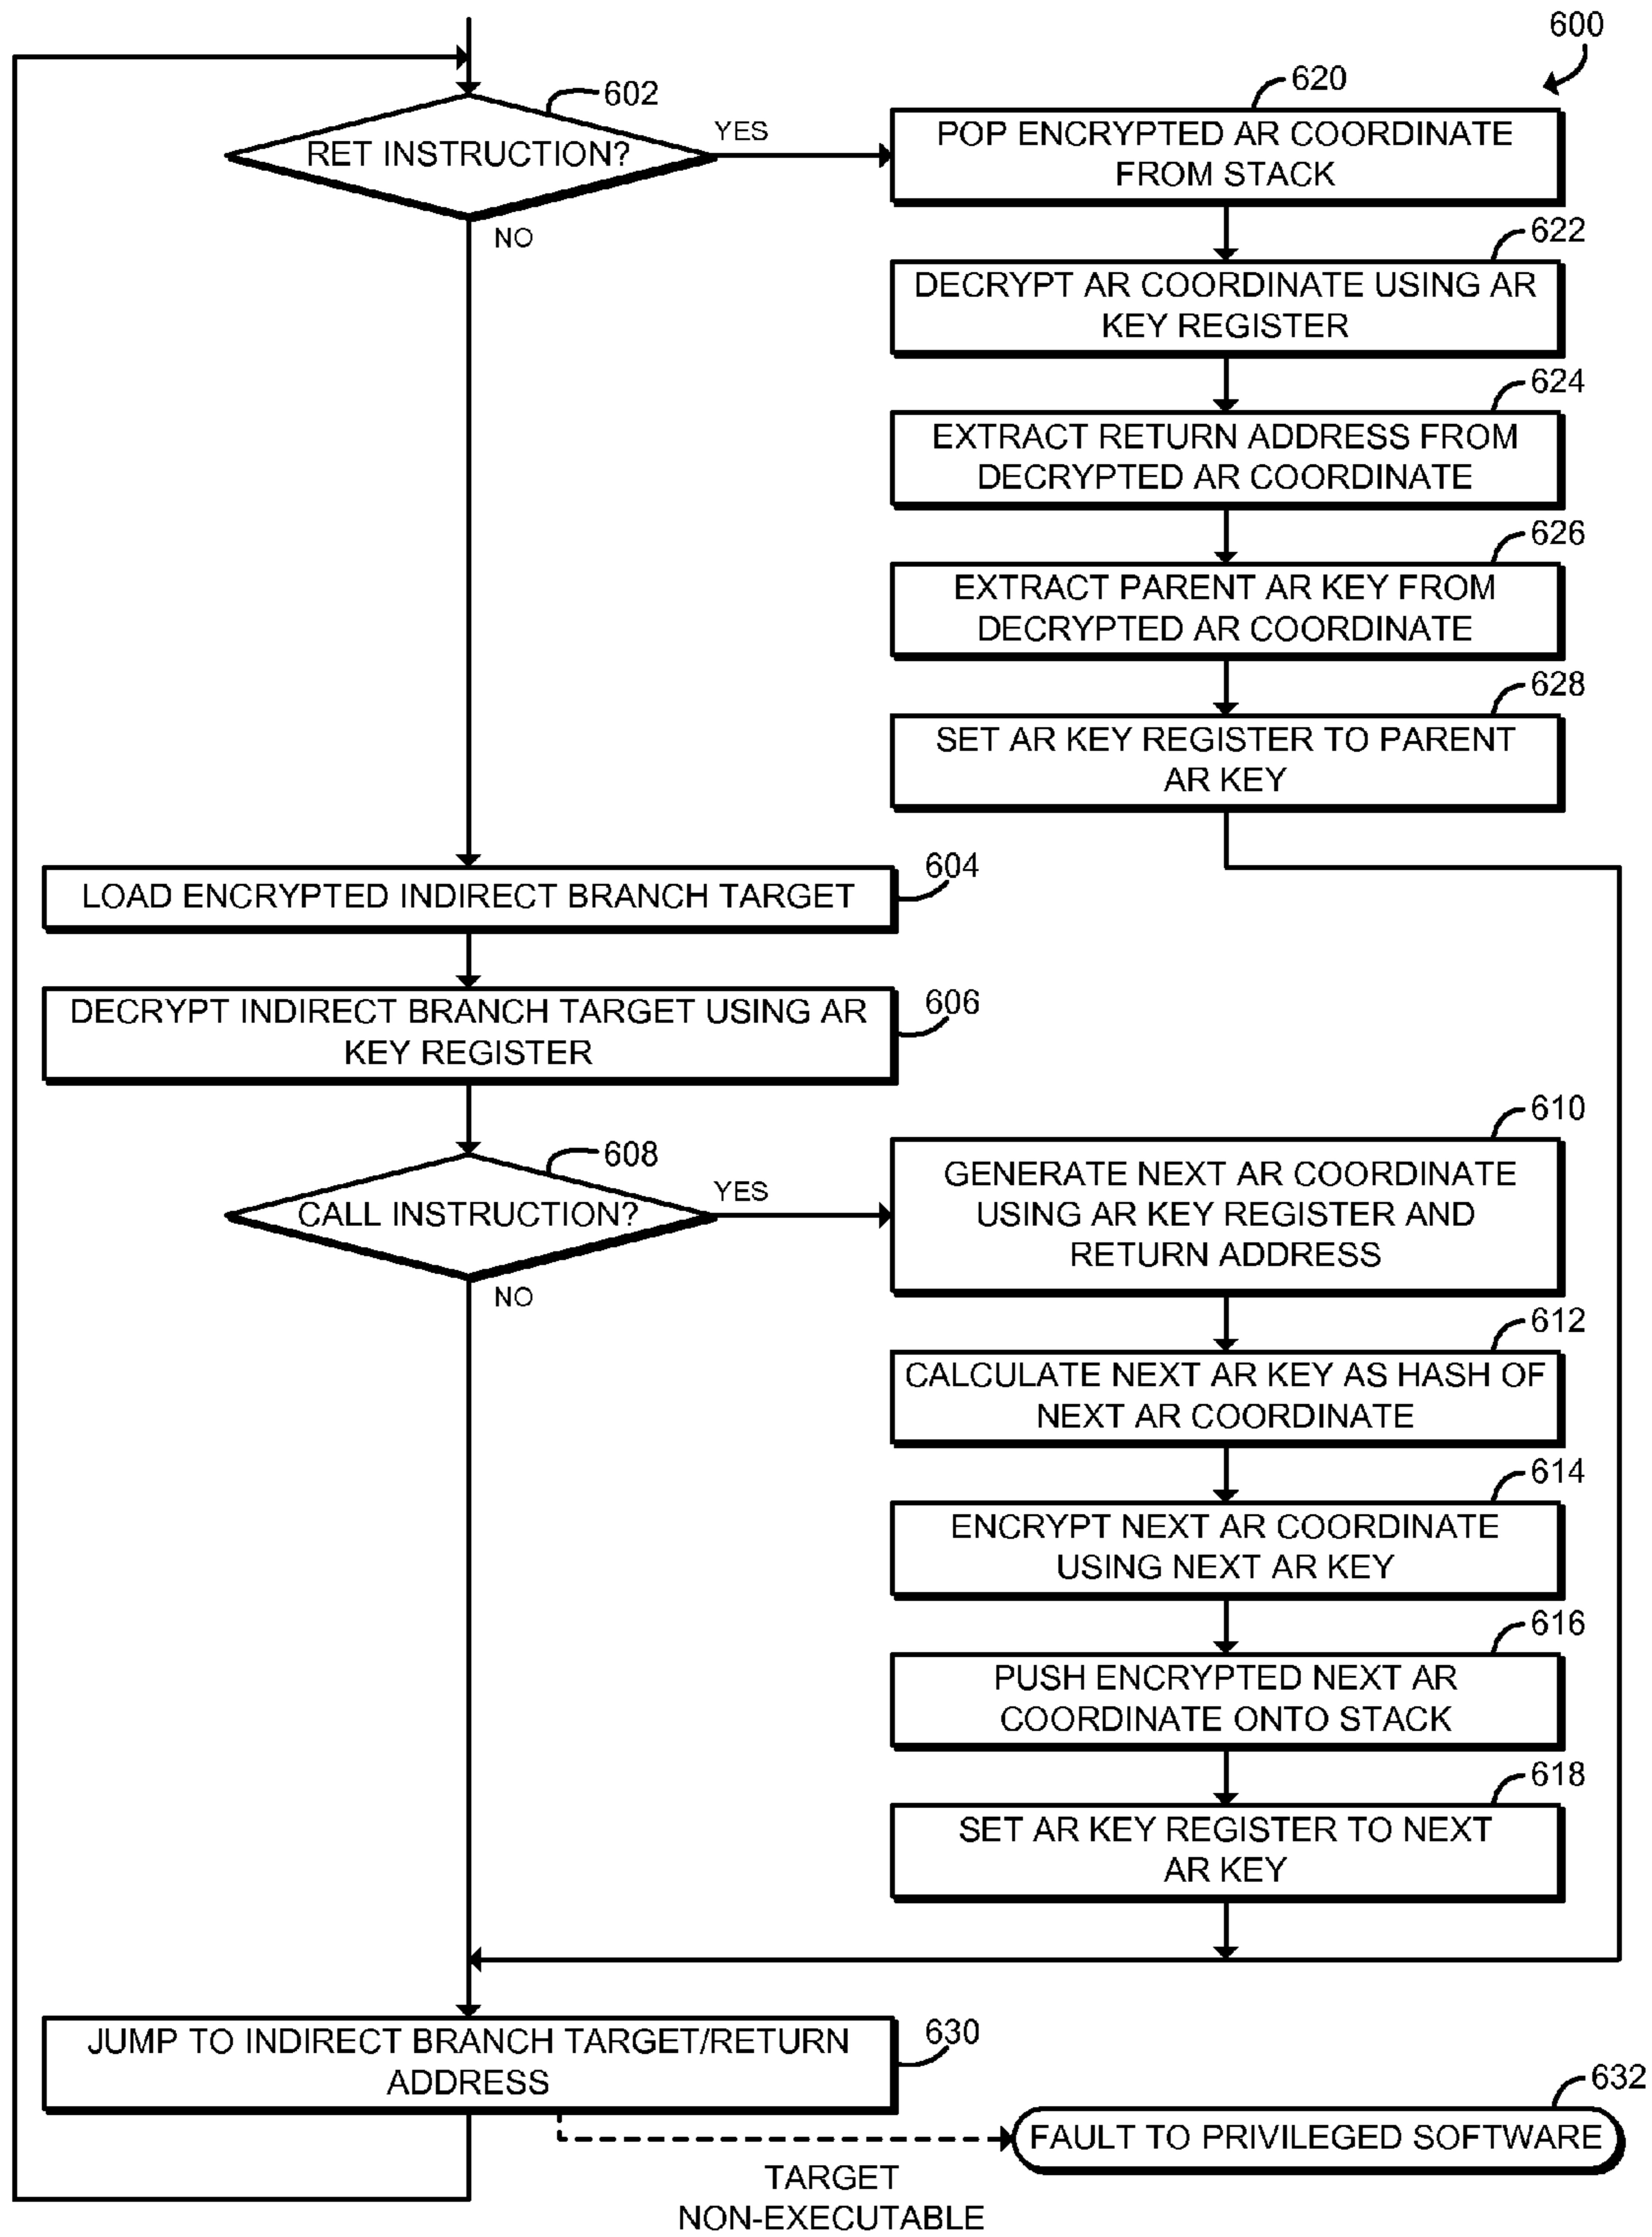 600
602
RET INSTRUCTION?
YES
NO
620
POP ENCRYPTED AR COORDINATE
FROM STACK
622
DECRYPT AR COORDINATE USING AR
KEY REGISTER
624
EXTRACT RETURN ADDRESS FROM
DECRYPTED AR COORDINATE
626
EXTRACT PARENT AR KEY FROM
DECRYPTED AR COORDINATE
628
SET AR KEY REGISTER TO PARENT
AR KEY
604
LOAD ENCRYPTED INDIRECT BRANCH TARGET
606
DECRYPT INDIRECT BRANCH TARGET USING AR
KEY REGISTER
608
CALL INSTRUCTION?
YES
NO
610
GENERATE NEXT AR COORDINATE
USING AR KEY REGISTER AND
RETURN ADDRESS
612
CALCULATE NEXT AR KEY AS HASH OF
NEXT AR COORDINATE
614
ENCRYPT NEXT AR COORDINATE
USING NEXT AR KEY
616
PUSH ENCRYPTED NEXT AR
COORDINATE ONTO STACK
618
SET AR KEY REGISTER TO NEXT
AR KEY
630
JUMP TO INDIRECT BRANCH TARGET/RETURN
ADDRESS
632
FAULT TO PRIVILEGED SOFTWARE
TARGET
NON-EXECUTABLE